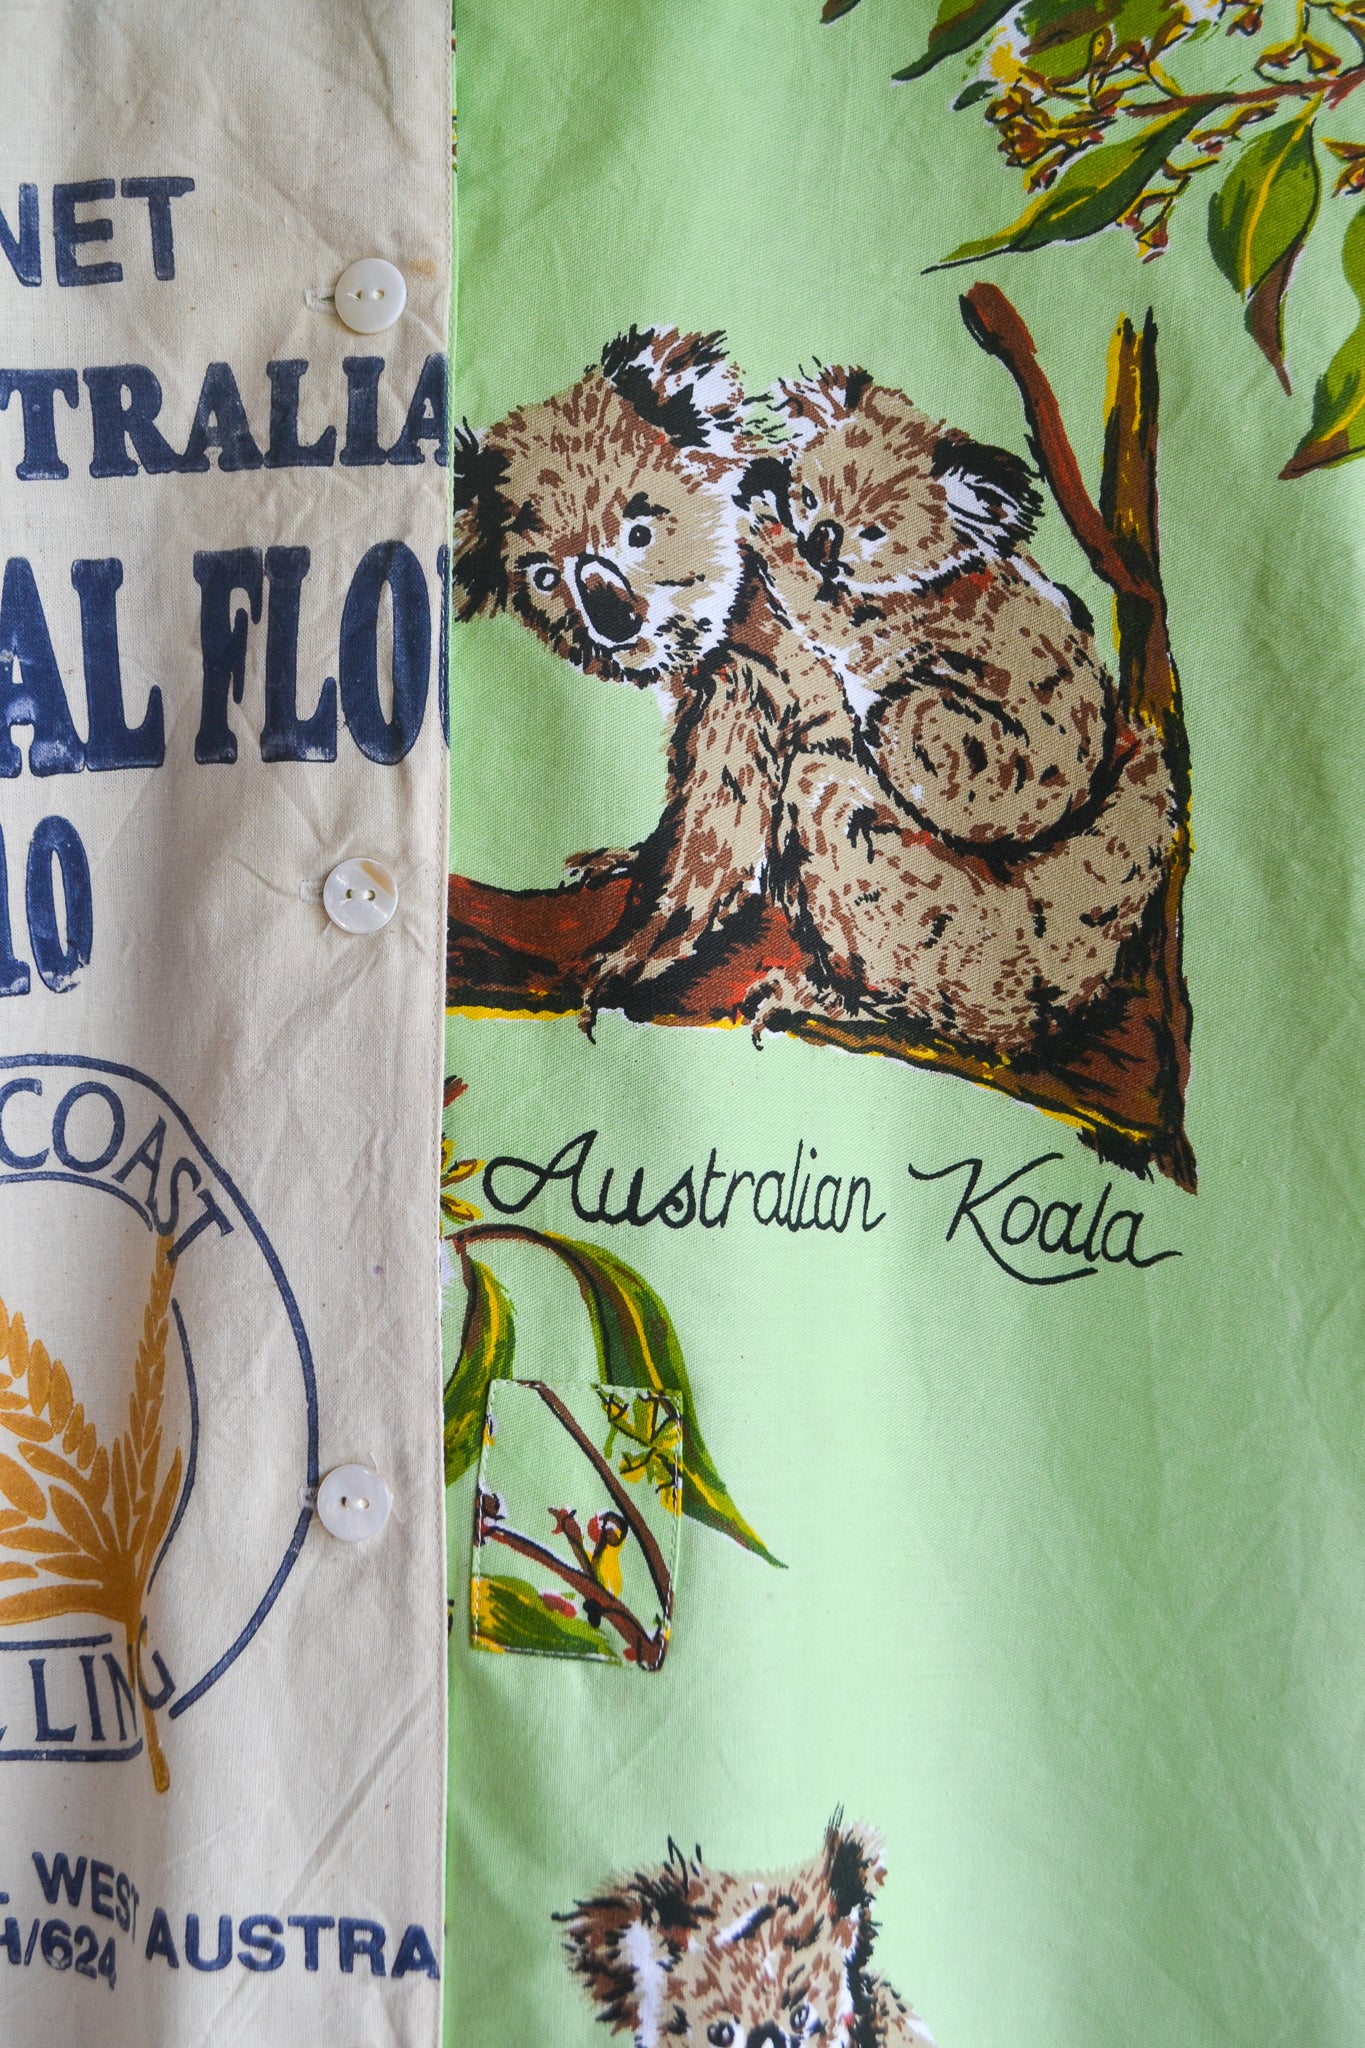 NET
TRALIA
AL FLO
10
COAST
LLING
WEST AUSTRA
H/624
Australian Koala